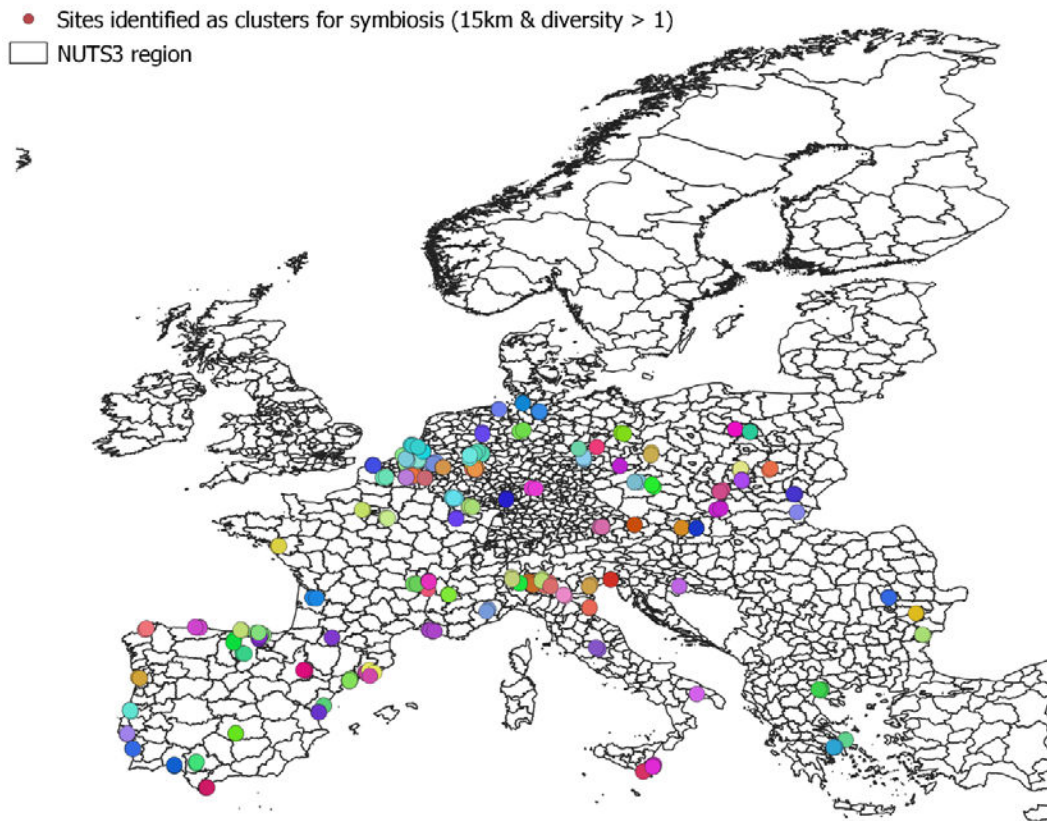 Sites identified as clusters for symbiosis (15km & diversity > 1)
NUTS3 region